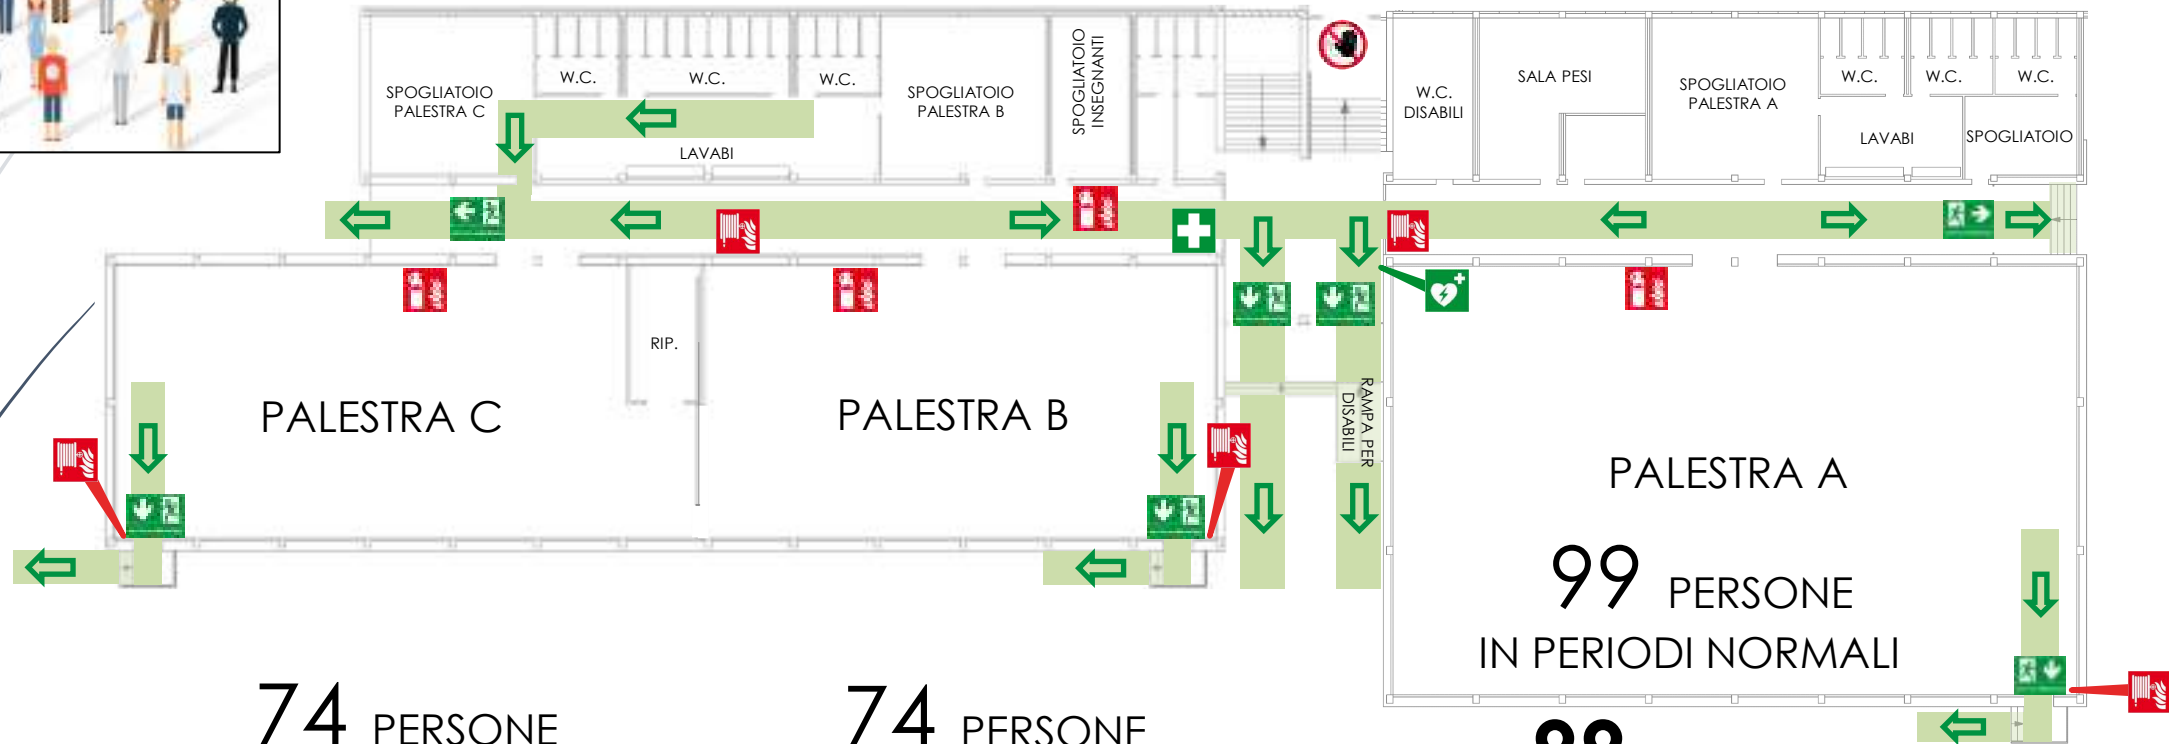 SPOGLIATOIO
PALESTRA C
W.C.
W.C.
W.C.
LAVABI
SPOGLIATOIO
PALESTRA B
SPOGLIATOIO
INSEGNANTI
W.C.
DISABILI
SALA PESI
SPOGLIATOIO
PALESTRA A
W.C.
W.C.
W.C.
LAVABI
SPOGLIATOIO
RIP.
PALESTRA C
PALESTRA B
RAMPA PER
DISABILI
PALESTRA A
99 PERSONE
IN PERIODI NORMALI
74 PERSONE
74 PERSONE